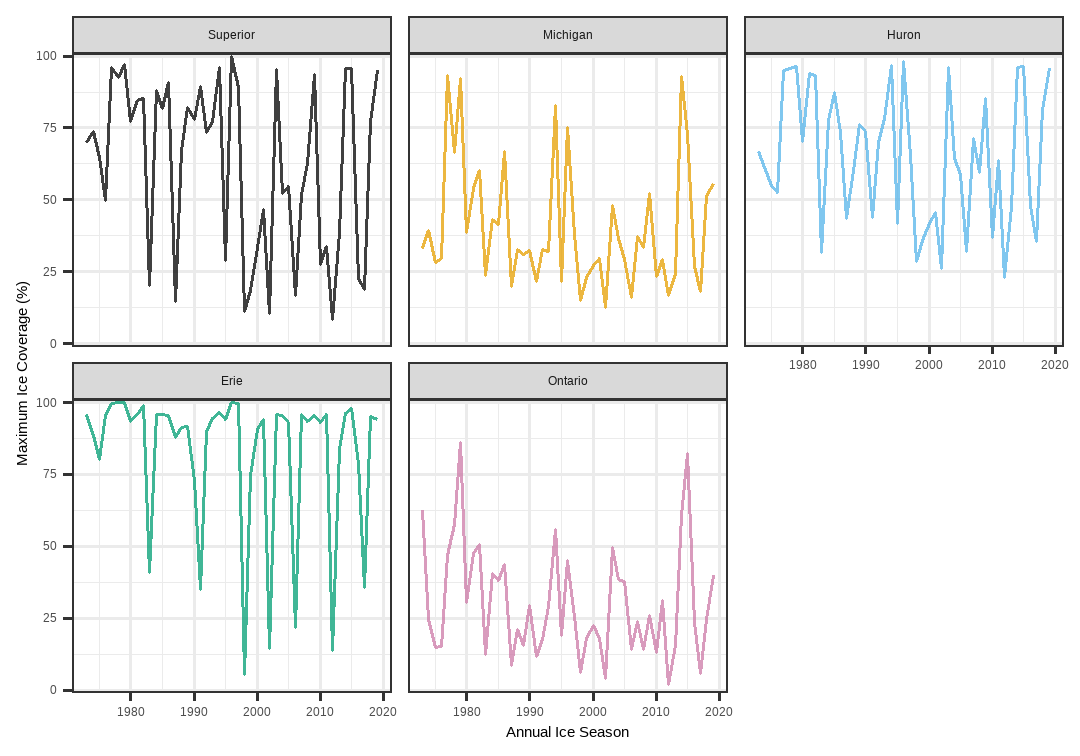 Superior
Michigan
Huron
100
75
50
25
0
1980 1990 2000 2010 2020
Erie
Ontario
100
75
50
25
0
1980 1990 2000 2010 2020
1980 1990 2000 2010 2020
Maximum Ice Coverage (%)
Annual Ice Season